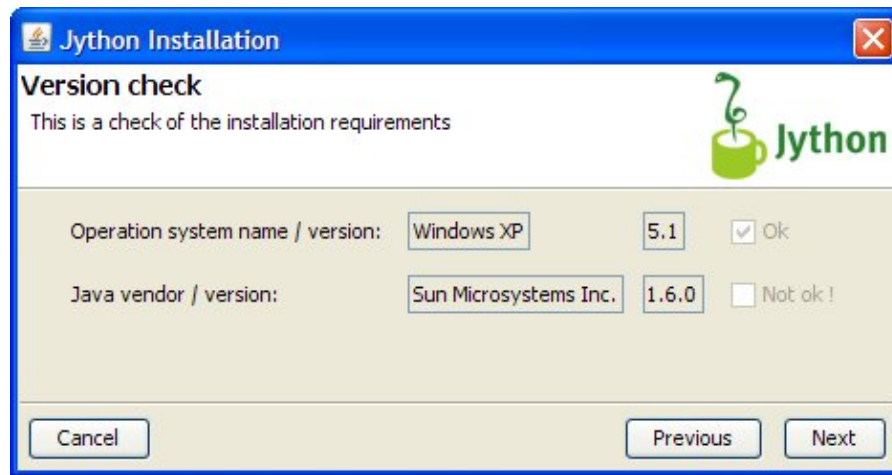 Jython Installation
Version check
This is a check of the installation requirements
Jython
Operation system name / version: Windows XP 5.1 Ok
Java vendor / version: Sun Microsystems Inc. 1.6.0 Not ok !
Cancel Previous Next